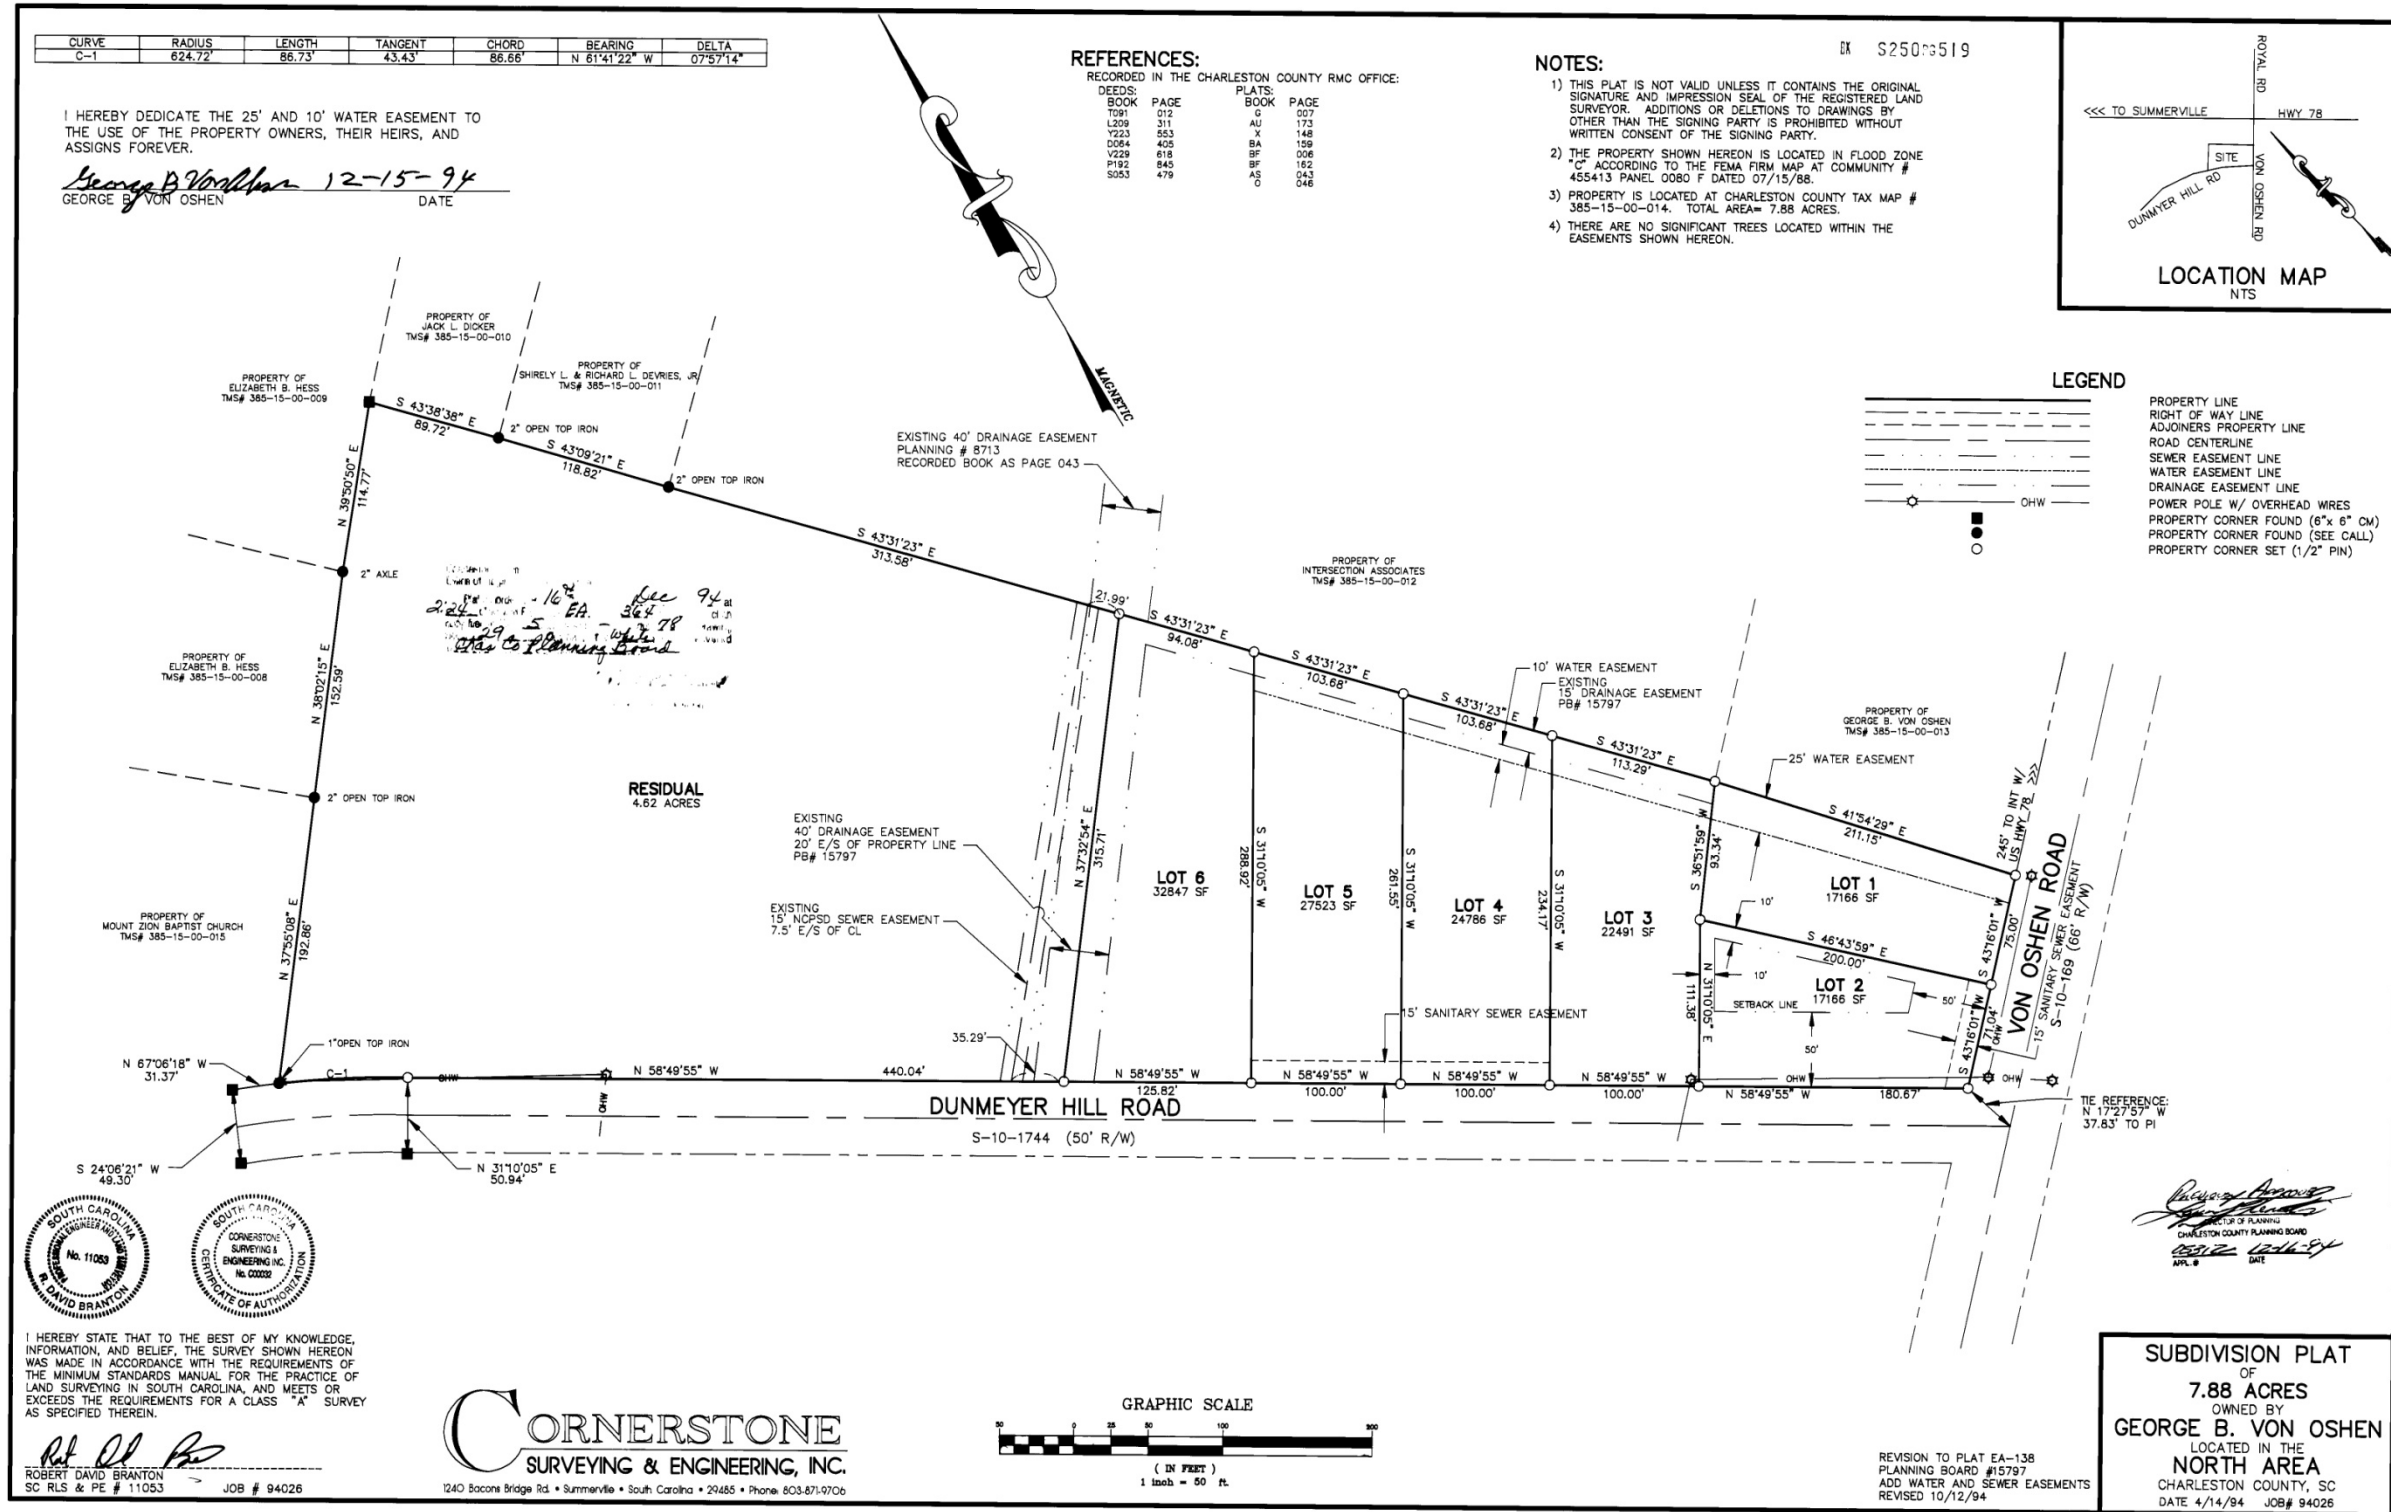 CURVE RADIUS LENGTH TANGENT CHORD BEARING DELTA
C-1 624.72' 86.73' 43.43' 86.66' N 61°41'22" W 07°57'14"
I HEREBY DEDICATE THE 25' AND 10' WATER EASEMENT TO
THE USE OF THE PROPERTY OWNERS, THEIR HEIRS, AND
ASSIGNS FOREVER.
George B Von Oshen 12-15-94
GEORGE B. VON OSHEN DATE
REFERENCES:
RECORDED IN THE CHARLESTON COUNTY RMC OFFICE:
DEEDS: PLATS:
BOOK PAGE BOOK PAGE
T091 012 G 007
L209 311 AU 173
Y223 553 X 148
D064 405 BA 159
V229 618 BF 006
P192 845 BF 162
S053 479 AS 043
O 046
BK S250PG519
NOTES:
1) THIS PLAT IS NOT VALID UNLESS IT CONTAINS THE ORIGINAL
SIGNATURE AND IMPRESSION SEAL OF THE REGISTERED LAND
SURVEYOR. ADDITIONS OR DELETIONS TO DRAWINGS BY
OTHER THAN THE SIGNING PARTY IS PROHIBITED WITHOUT
WRITTEN CONSENT OF THE SIGNING PARTY.
2) THE PROPERTY SHOWN HEREON IS LOCATED IN FLOOD ZONE
"C" ACCORDING TO THE FEMA FIRM MAP AT COMMUNITY #
455413 PANEL 0080 F DATED 07/15/88.
3) PROPERTY IS LOCATED AT CHARLESTON COUNTY TAX MAP #
385-15-00-014. TOTAL AREA= 7.88 ACRES.
4) THERE ARE NO SIGNIFICANT TREES LOCATED WITHIN THE
EASEMENTS SHOWN HEREON.
ROYAL RD
<<< TO SUMMERVILLE
HWY 78
SITE
VON OSHEN RD
DUNMYER HILL RD
LOCATION MAP
NTS
MAGNETIC
LEGEND
PROPERTY LINE
RIGHT OF WAY LINE
ADJOINERS PROPERTY LINE
ROAD CENTERLINE
SEWER EASEMENT LINE
WATER EASEMENT LINE
DRAINAGE EASEMENT LINE
OHW POWER POLE W/ OVERHEAD WIRES
PROPERTY CORNER FOUND (6"x 6" CM)
PROPERTY CORNER FOUND (SEE CALL)
PROPERTY CORNER SET (1/2" PIN)
PROPERTY OF
JACK L. DICKER
TMS# 385-15-00-010
PROPERTY OF
SHIRELY L. & RICHARD L. DEVRIES, JR
TMS# 385-15-00-011
PROPERTY OF
ELIZABETH B. HESS
TMS# 385-15-00-009
S 43°38'38" E
89.72'
2" OPEN TOP IRON
S 43°09'21" E
118.82'
2" OPEN TOP IRON
N 39°50'50" E
114.77'
2" AXLE
S 43°31'23" E
313.58'
EXISTING 40' DRAINAGE EASEMENT
PLANNING # 8713
RECORDED BOOK AS PAGE 043
16th Dec 94 at
2:24 EA. 364
29 5 white 78
Chas Co Planning Board
PROPERTY OF
ELIZABETH B. HESS
TMS# 385-15-00-008
N 38°02'15" E
152.59'
2" OPEN TOP IRON
RESIDUAL
4.62 ACRES
PROPERTY OF
MOUNT ZION BAPTIST CHURCH
TMS# 385-15-00-015
N 37°55'08" E
192.86'
1"OPEN TOP IRON
EXISTING
40' DRAINAGE EASEMENT
20' E/S OF PROPERTY LINE
PB# 15797
EXISTING
15' NCPSD SEWER EASEMENT
7.5' E/S OF CL
35.29'
21.99'
N 37°32'54" E
315.71'
S 43°31'23" E
94.08'
PROPERTY OF
INTERSECTION ASSOCIATES
TMS# 385-15-00-012
S 43°31'23" E
103.68'
S 43°31'23" E
103.68'
S 43°31'23" E
113.29'
10' WATER EASEMENT
EXISTING
15' DRAINAGE EASEMENT
PB# 15797
PROPERTY OF
GEORGE B. VON OSHEN
TMS# 385-15-00-013
25' WATER EASEMENT
S 41°54'29" E
211.15'
245' TO INT W/
US HWY 78 >>>
LOT 6
32847 SF
S 31°10'05" W
288.92'
LOT 5
27523 SF
S 31°10'05" W
261.55'
LOT 4
24786 SF
S 31°10'05" W
234.17'
LOT 3
22491 SF
S 36°51'59" W
93.34'
N 31°10'05" E
111.38'
LOT 1
17166 SF
10'
S 46°43'59" E
200.00'
10'
LOT 2
17166 SF
SETBACK LINE
50'
50'
S 43°16'01" W
75.00'
S 43°16'01" W
71.04'
OHW
VON OSHEN ROAD
S-10-169 (66' R/W)
15' SANITARY SEWER EASEMENT
15' SANITARY SEWER EASEMENT
N 67°06'18" W
31.37'
C-1
OHW
OHW
N 58°49'55" W 440.04'
N 58°49'55" W
125.82'
N 58°49'55" W
100.00'
N 58°49'55" W
100.00'
N 58°49'55" W
100.00'
N 58°49'55" W 180.67'
OHW
OHW
DUNMEYER HILL ROAD
S-10-1744 (50' R/W)
TIE REFERENCE:
N 17°27'57" W
37.83' TO PI
S 24°06'21" W
49.30'
N 31°10'05" E
50.94'
SOUTH CAROLINA
No. 11053
R. DAVID BRANTON
SOUTH CAROLINA
CORNERSTONE
SURVEYING &
ENGINEERING INC.
No. C00032
CERTIFICATE OF AUTHORIZATION
DIRECTOR OF PLANNING
CHARLESTON COUNTY PLANNING BOARD
12-16-94
APPL.# DATE
I HEREBY STATE THAT TO THE BEST OF MY KNOWLEDGE,
INFORMATION, AND BELIEF, THE SURVEY SHOWN HEREON
WAS MADE IN ACCORDANCE WITH THE REQUIREMENTS OF
THE MINIMUM STANDARDS MANUAL FOR THE PRACTICE OF
LAND SURVEYING IN SOUTH CAROLINA, AND MEETS OR
EXCEEDS THE REQUIREMENTS FOR A CLASS "A" SURVEY
AS SPECIFIED THEREIN.
ROBERT DAVID BRANTON
SC RLS & PE # 11053 JOB # 94026
CORNERSTONE
SURVEYING & ENGINEERING, INC.
1240 Bacons Bridge Rd. • Summerville • South Carolina • 29485 • Phone: 803-871-9706
GRAPHIC SCALE
50 0 25 50 100 200
( IN FEET )
1 inch = 50 ft.
REVISION TO PLAT EA-138
PLANNING BOARD #15797
ADD WATER AND SEWER EASEMENTS
REVISED 10/12/94
SUBDIVISION PLAT
OF
7.88 ACRES
OWNED BY
GEORGE B. VON OSHEN
LOCATED IN THE
NORTH AREA
CHARLESTON COUNTY, SC
DATE 4/14/94 JOB# 94026